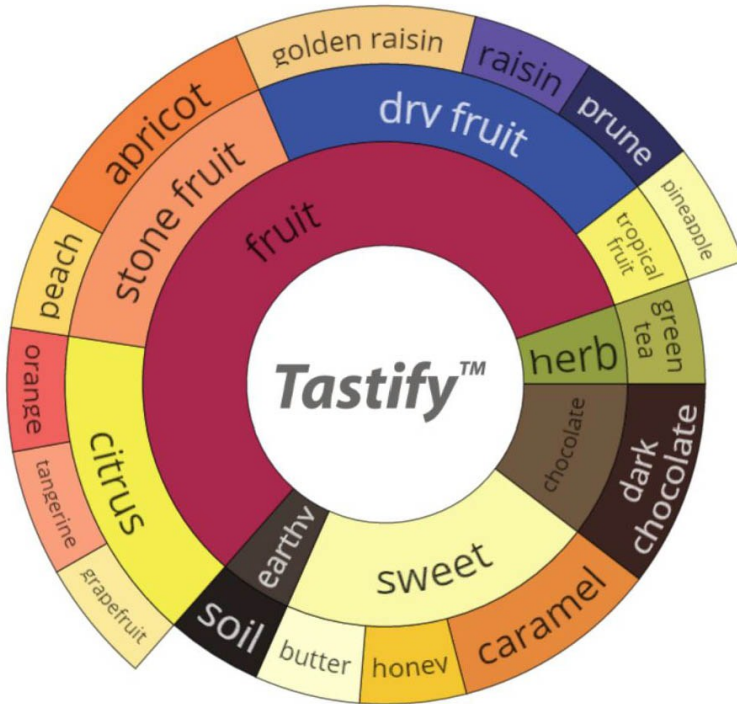 golden raisin
raisin
prune
pineapple
apricot
dry fruit
tropical
fruit
stone fruit
fruit
peach
green
tea
herb
Tastify™
orange
citrus
chocolate
dark
chocolate
tangerine
earthy
sweet
grapefruit
soil
butter
honey
caramel